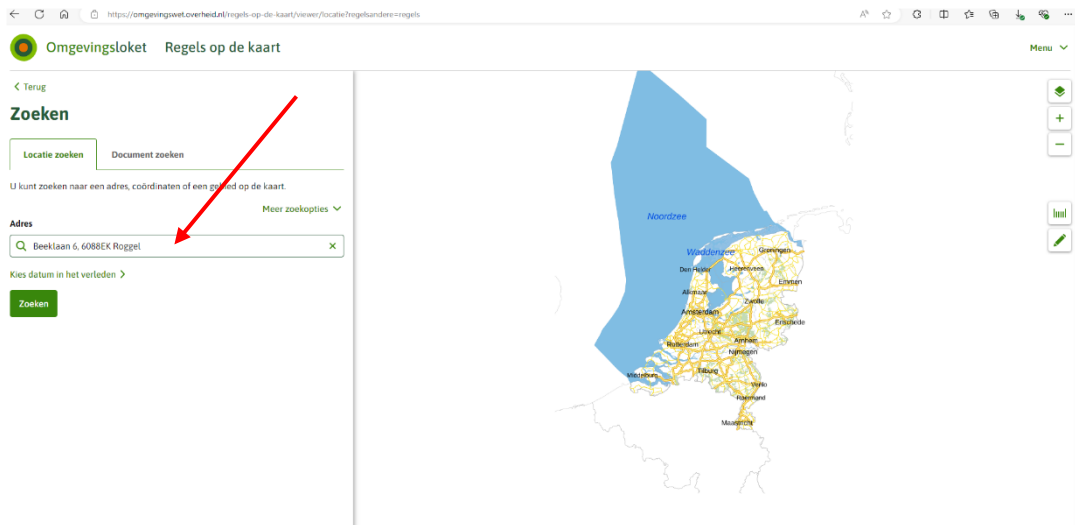 https://omgevingswet.overheid.nl/regels-op-de-kaart/viewer/locatie?regelsandere=regels
Omgevingsloket Regels op de kaart
Menu
Terug
Zoeken
Locatie zoeken Document zoeken
U kunt zoeken naar een adres, coördinaten of een gebied op de kaart.
Meer zoekopties
Adres
Beeklaan 6, 6088EK Roggel
Kies datum in het verleden
Zoeken
Noordzee
Waddenzee
Groningen
Den Helder
Heerenveen
Emmen
Alkmaar
Zwolle
Amsterdam
Enschede
Utrecht
Arnhem
Rotterdam
Nijmegen
Tilburg
Middelburg
Venlo
Roermond
Maastricht